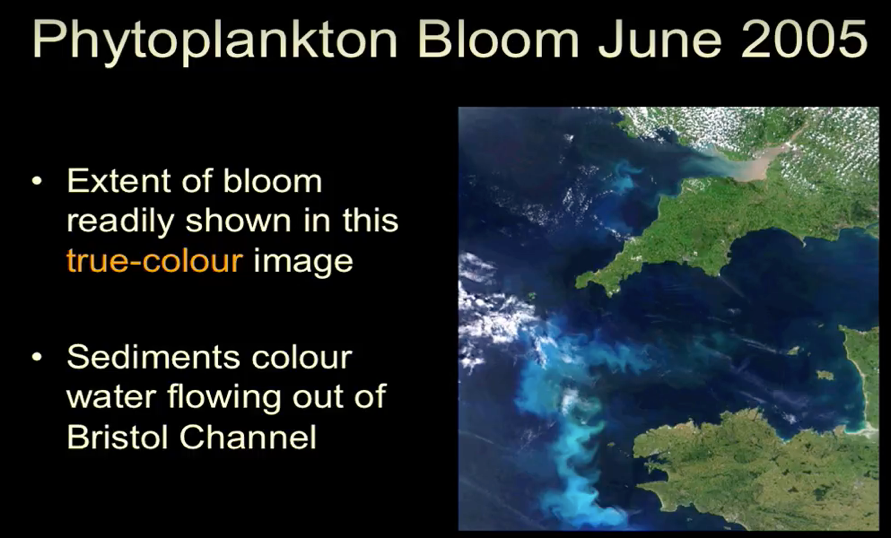 Phytoplankton Bloom June 2005
• Extent of bloom
readily shown in this
true-colour image
• Sediments colour
water flowing out of
Bristol Channel